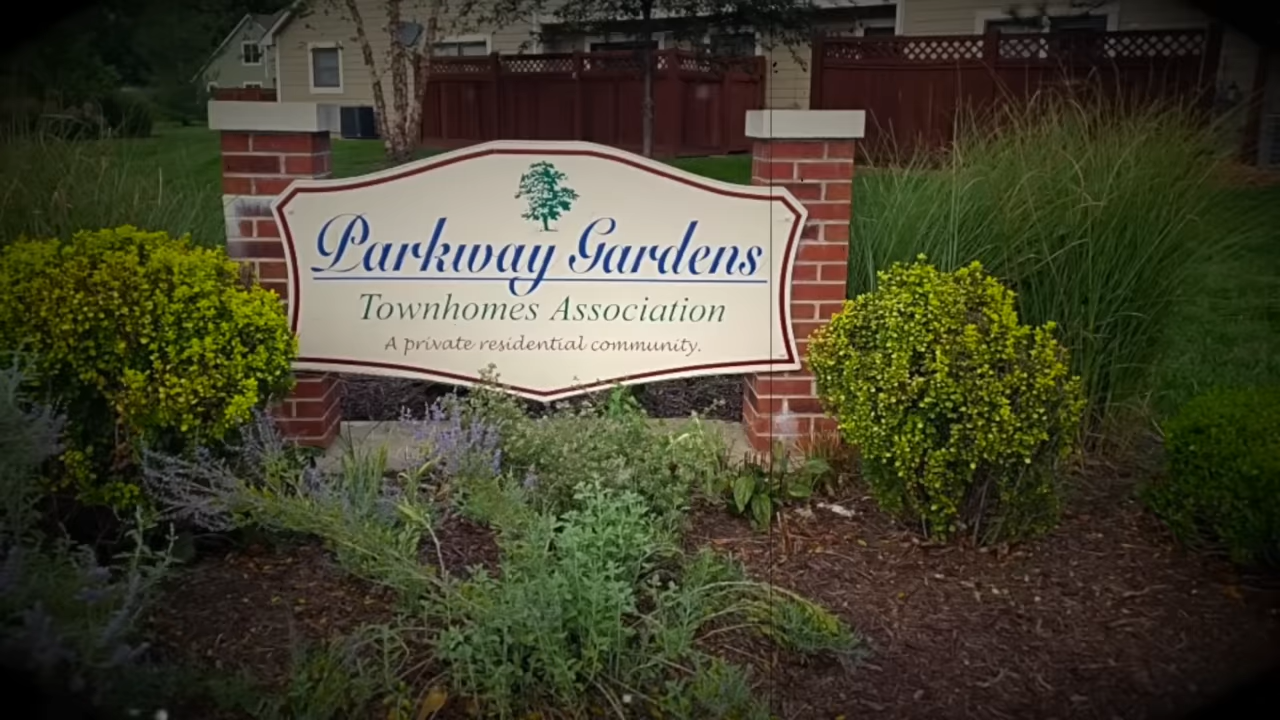 Parkway Gardens
Townhomes Association
A private residential community.